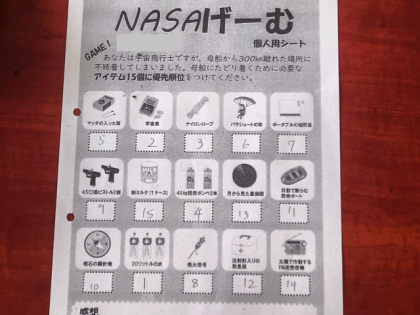 NASAげーむ
GAME!
個人用シート
あなたは宇宙飛行士ですが、母船から300km離れた場所に
不時着してしまいました。母船にたどり着くために必要な
アイテム15個に優先順位をつけてください。
マッチの入った箱 宇宙食 ナイロンロープ パラシュートの布 ポータブルの暖房器
5 2 3 6 7
45口径ピストル2挺 粉ミルク(1ケース) 45kg酸素ボンベ2本 月から見た星座図 自動で膨らむ救命ボート
9 15 4 13 11
磁石の羅針盤 20リットルの水 発火信号 注射針入りの救急箱 太陽で作動するFM送受信機
10 1 8 12 14
感想